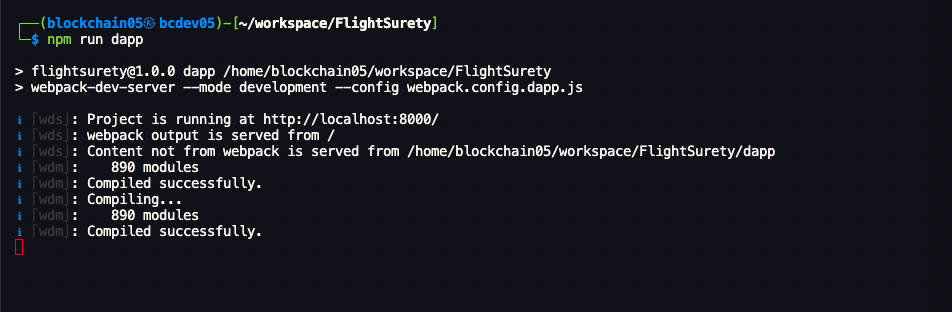 ┌──(blockchain05㉿bcdev05)-[~/workspace/FlightSurety]
└─$ npm run dapp
> flightsurety@1.0.0 dapp /home/blockchain05/workspace/FlightSurety
> webpack-dev-server --mode development --config webpack.config.dapp.js
ℹ ｢wds｣: Project is running at http://localhost:8000/
ℹ ｢wds｣: webpack output is served from /
ℹ ｢wds｣: Content not from webpack is served from /home/blockchain05/workspace/FlightSurety/dapp
ℹ ｢wdm｣:    890 modules
ℹ ｢wdm｣: Compiled successfully.
ℹ ｢wdm｣: Compiling...
ℹ ｢wdm｣:    890 modules
ℹ ｢wdm｣: Compiled successfully.